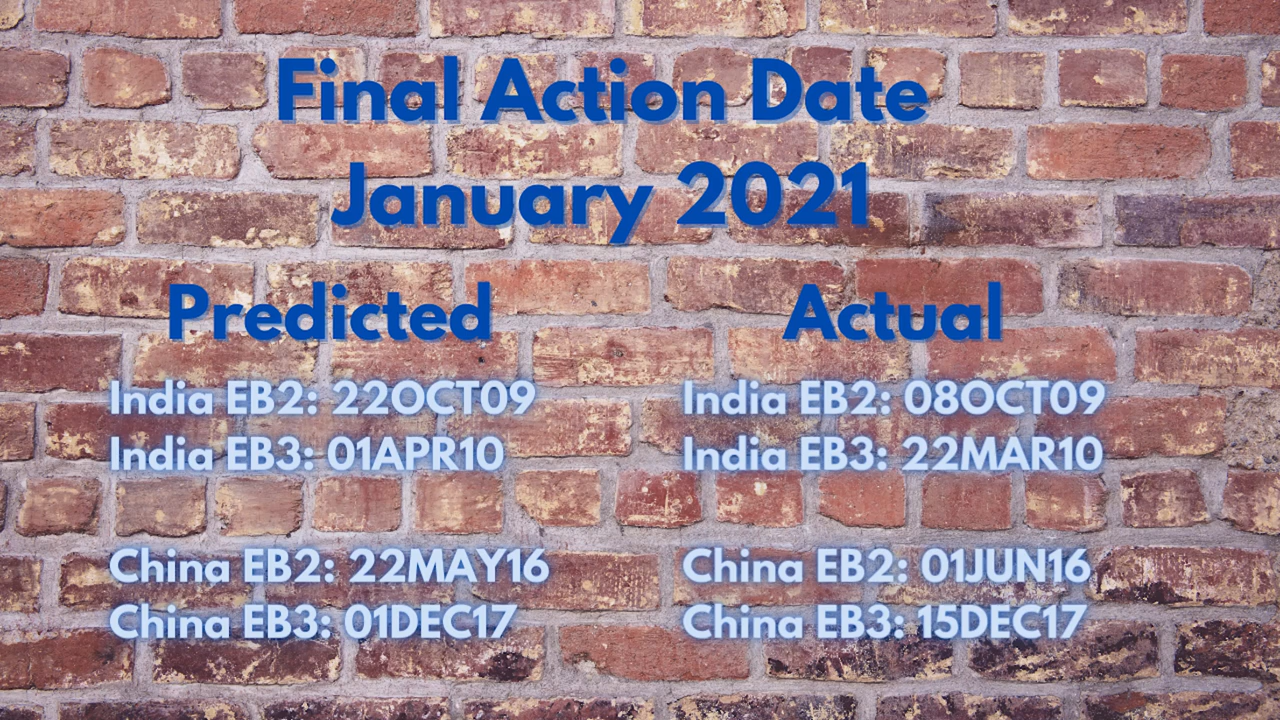 Final Action Date
January 2021
Predicted
India EB2: 22OCT09
India EB3: 01APR10
China EB2: 22MAY16
China EB3: 01DEC17
Actual
India EB2: 08OCT09
India EB3: 22MAR10
China EB2: 01JUN16
China EB3: 15DEC17